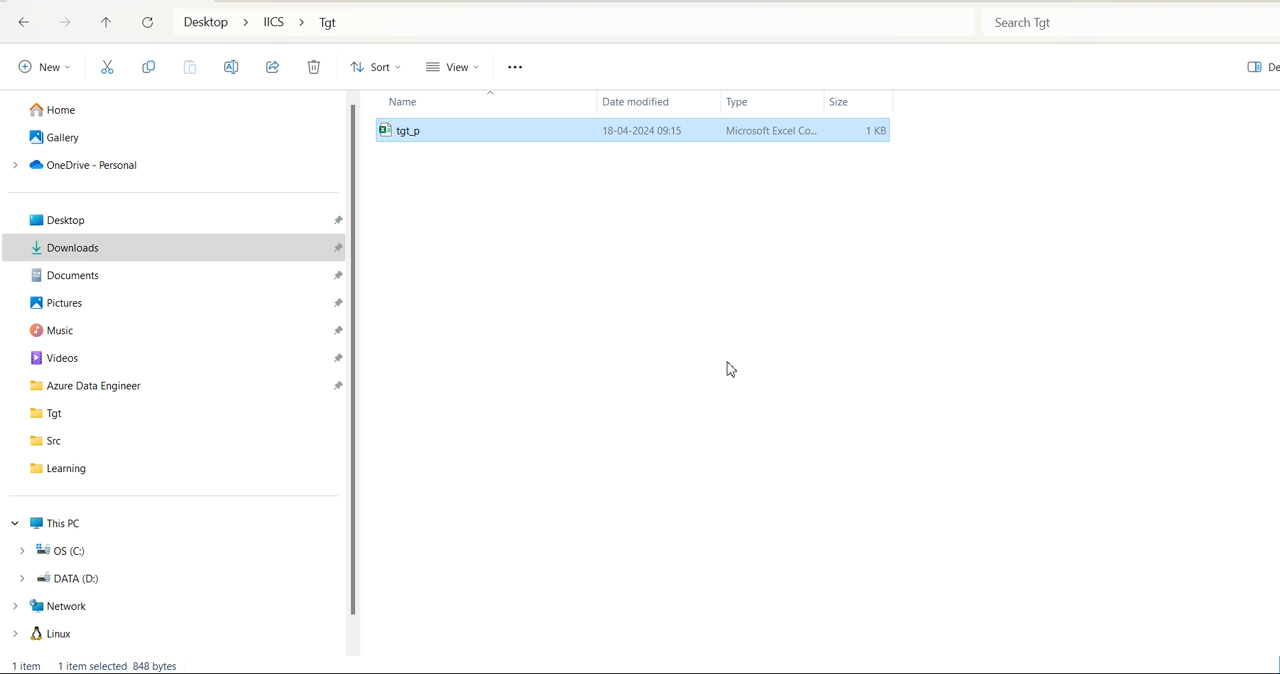 Desktop > IICS > Tgt
Search Tgt
New
Sort
View
De
Home
Gallery
OneDrive - Personal
Desktop
Downloads
Documents
Pictures
Music
Videos
Azure Data Engineer
Tgt
Src
Learning
This PC
OS (C:)
DATA (D:)
Network
Linux
Name Date modified Type Size
tgt_p 18-04-2024 09:15 Microsoft Excel Co... 1 KB
1 item 1 item selected 848 bytes